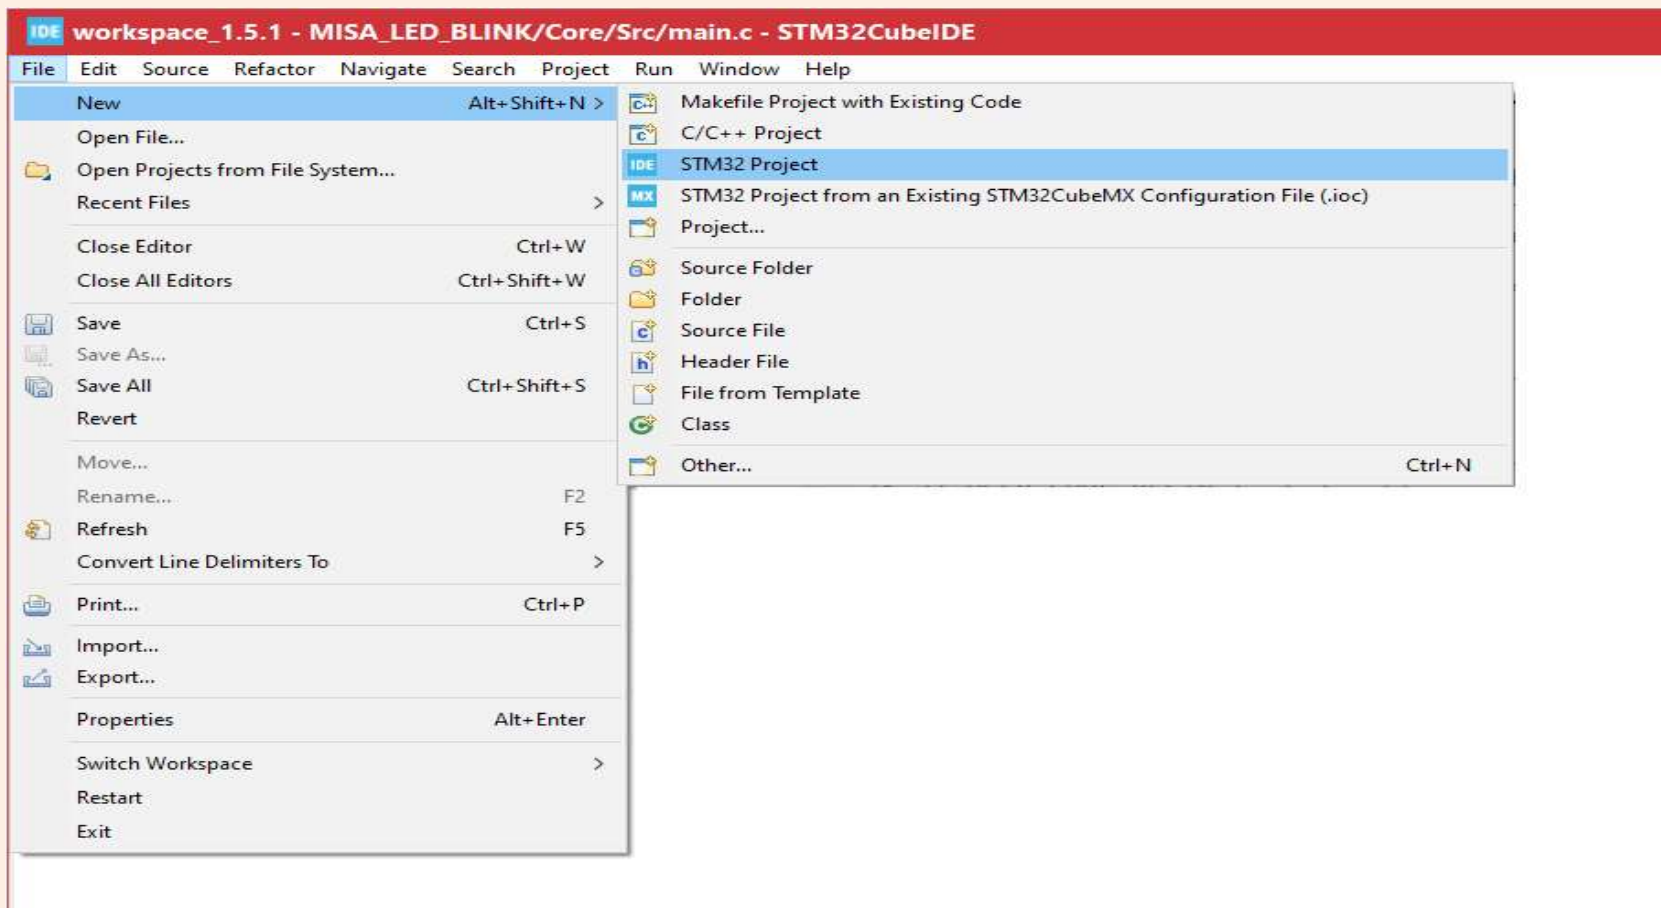 IDE workspace_1.5.1 - MISA_LED_BLINK/Core/Src/main.c - STM32CubeIDE
File Edit Source Refactor Navigate Search Project Run Window Help
New Alt+Shift+N >
Open File...
Open Projects from File System...
Recent Files >
Close Editor Ctrl+W
Close All Editors Ctrl+Shift+W
Save Ctrl+S
Save As...
Save All Ctrl+Shift+S
Revert
Move...
Rename... F2
Refresh F5
Convert Line Delimiters To >
Print... Ctrl+P
Import...
Export...
Properties Alt+Enter
Switch Workspace >
Restart
Exit
Makefile Project with Existing Code
C/C++ Project
IDE STM32 Project
MX STM32 Project from an Existing STM32CubeMX Configuration File (.ioc)
Project...
Source Folder
Folder
Source File
Header File
File from Template
Class
Other... Ctrl+N